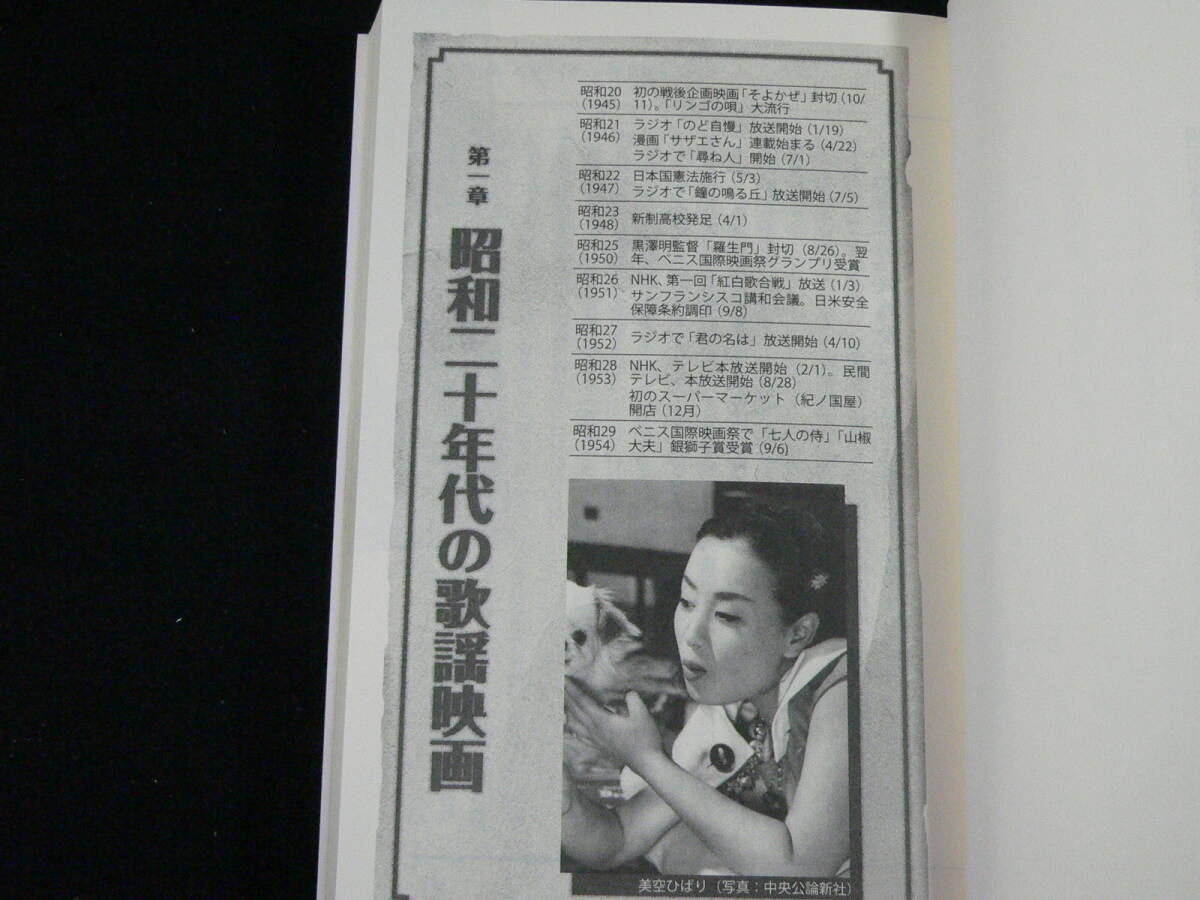 第一章
昭和二十年代の歌謡映画
昭和20
(1945)
初の戦後企画映画「そよかぜ」封切(10/
11)。「リンゴの唄」大流行
昭和21
(1946)
ラジオ「のど自慢」放送開始(1/19)
漫画「サザエさん」連載始まる(4/22)
ラジオで「尋ね人」開始(7/1)
昭和22
(1947)
日本国憲法施行(5/3)
ラジオで「鐘の鳴る丘」放送開始(7/5)
昭和23
(1948)
新制高校発足(4/1)
昭和25
(1950)
黒澤明監督「羅生門」封切(8/26)。翌
年、ベニス国際映画祭グランプリ受賞
昭和26
(1951)
NHK、第一回「紅白歌合戦」放送(1/3)
サンフランシスコ講和会議。日米安全
保障条約調印(9/8)
昭和27
(1952)
ラジオで「君の名は」放送開始(4/10)
昭和28
(1953)
NHK、テレビ本放送開始(2/1)。民間
テレビ、本放送開始(8/28)
初のスーパーマーケット(紀ノ国屋)
開店(12月)
昭和29
(1954)
ベニス国際映画祭で「七人の侍」「山椒
大夫」銀獅子賞受賞(9/6)
美空ひばり(写真:中央公論新社)